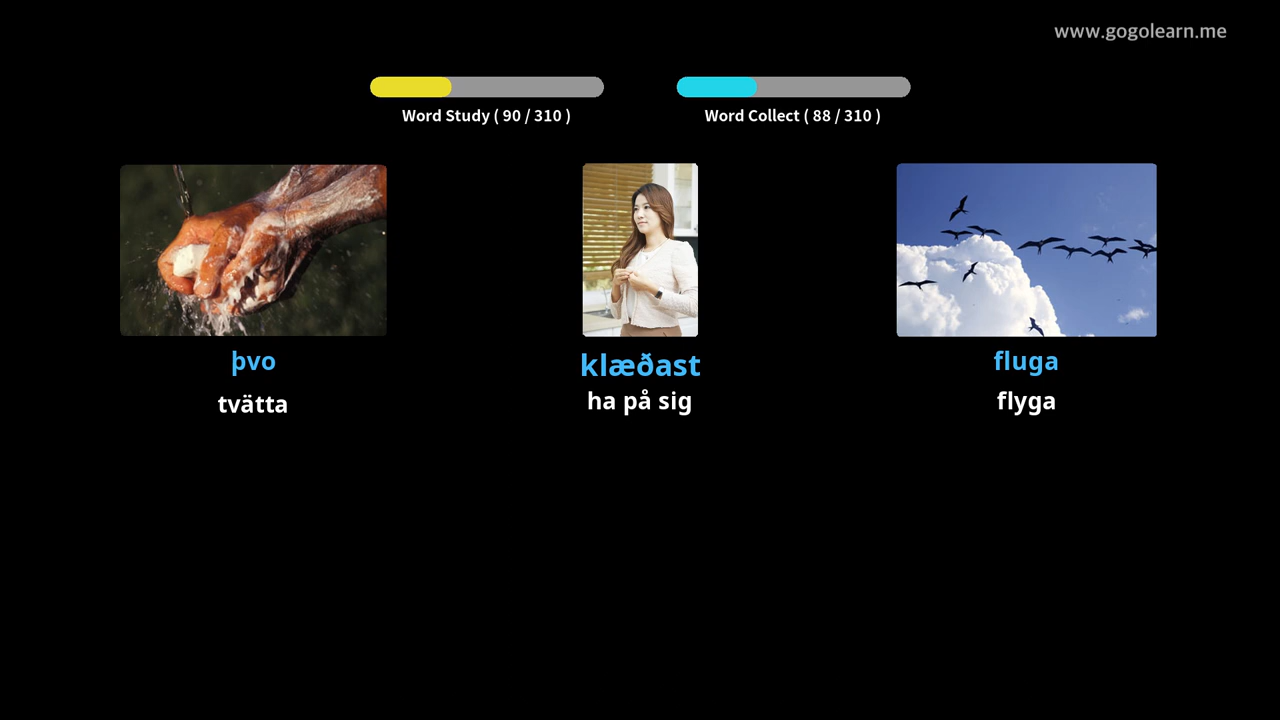 www.gogolearn.me
Word Study ( 90 / 310 )
Word Collect ( 88 / 310 )
þvo
klæðast
fluga
tvätta
ha på sig
flyga